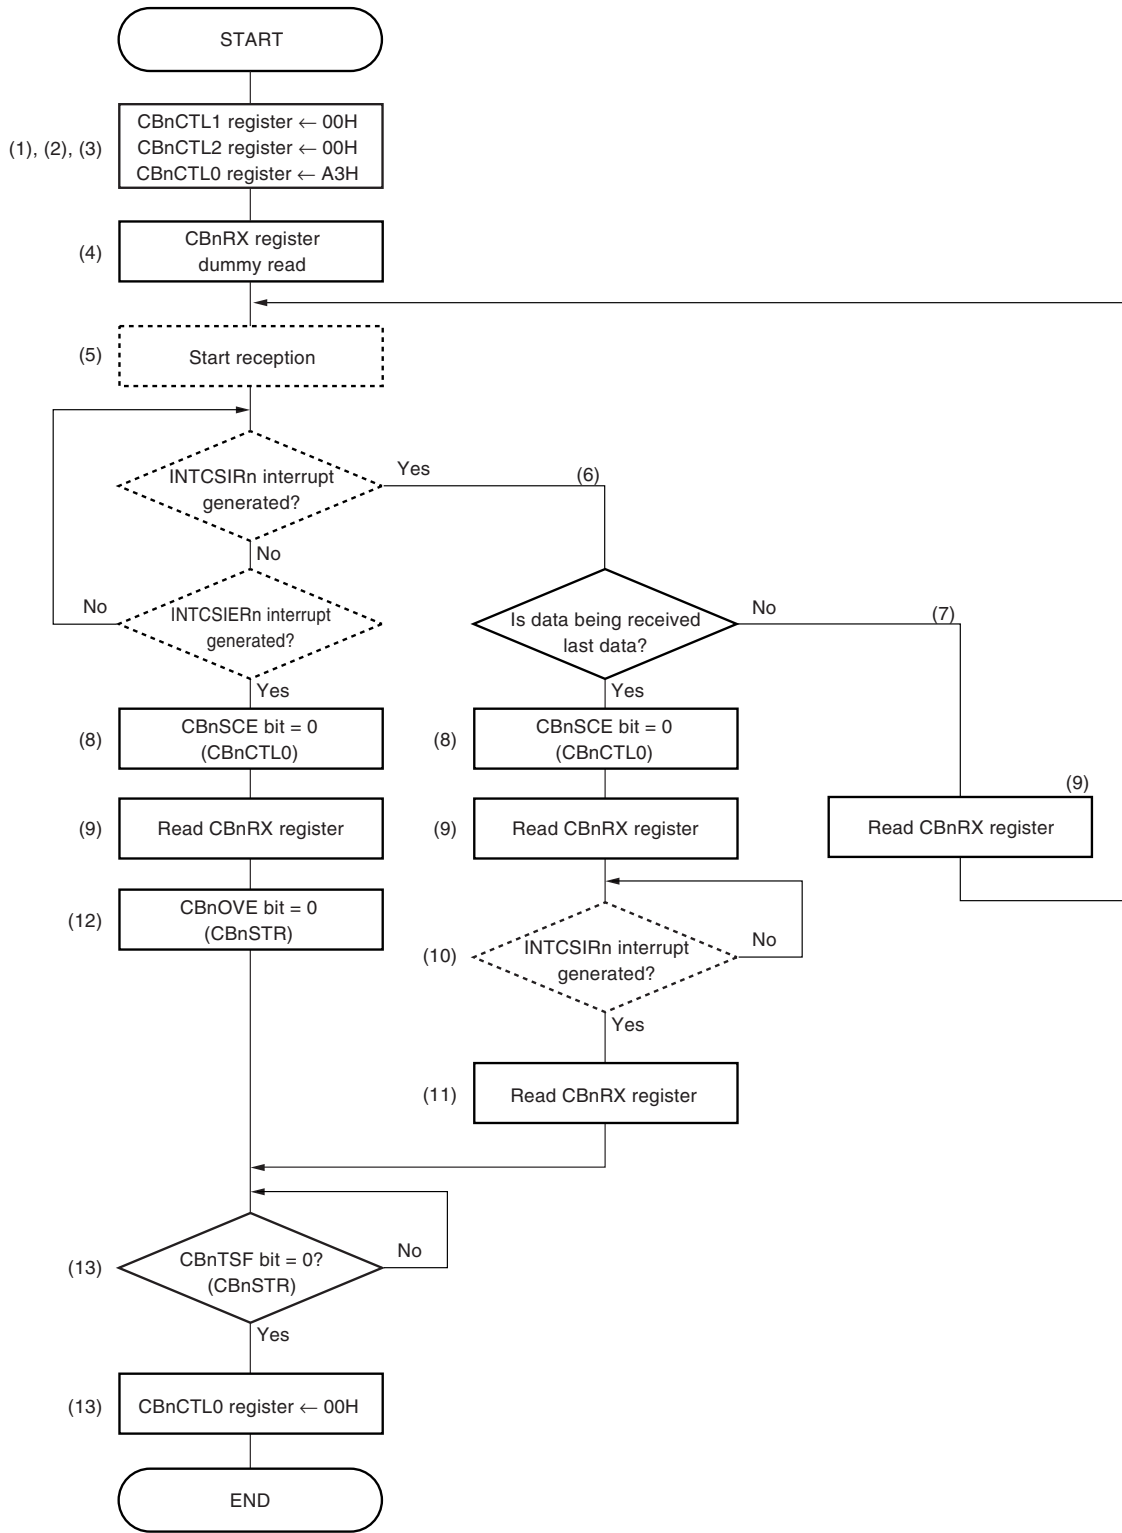 START
(1), (2), (3)
CBnCTL1 register ← 00H
CBnCTL2 register ← 00H
CBnCTL0 register ← A3H
(4)
CBnRX register
dummy read
(5)
Start reception
INTCSIRn interrupt
generated?
Yes
(6)
No
INTCSIERn interrupt
generated?
No
Yes
Is data being received
last data?
No
(7)
Yes
(8)
CBnSCE bit = 0
(CBnCTL0)
(8)
CBnSCE bit = 0
(CBnCTL0)
(9)
Read CBnRX register
(9)
Read CBnRX register
(9)
Read CBnRX register
(12)
CBnOVE bit = 0
(CBnSTR)
(10)
INTCSIRn interrupt
generated?
No
Yes
(11)
Read CBnRX register
(13)
CBnTSF bit = 0?
(CBnSTR)
No
Yes
(13)
CBnCTL0 register ← 00H
END